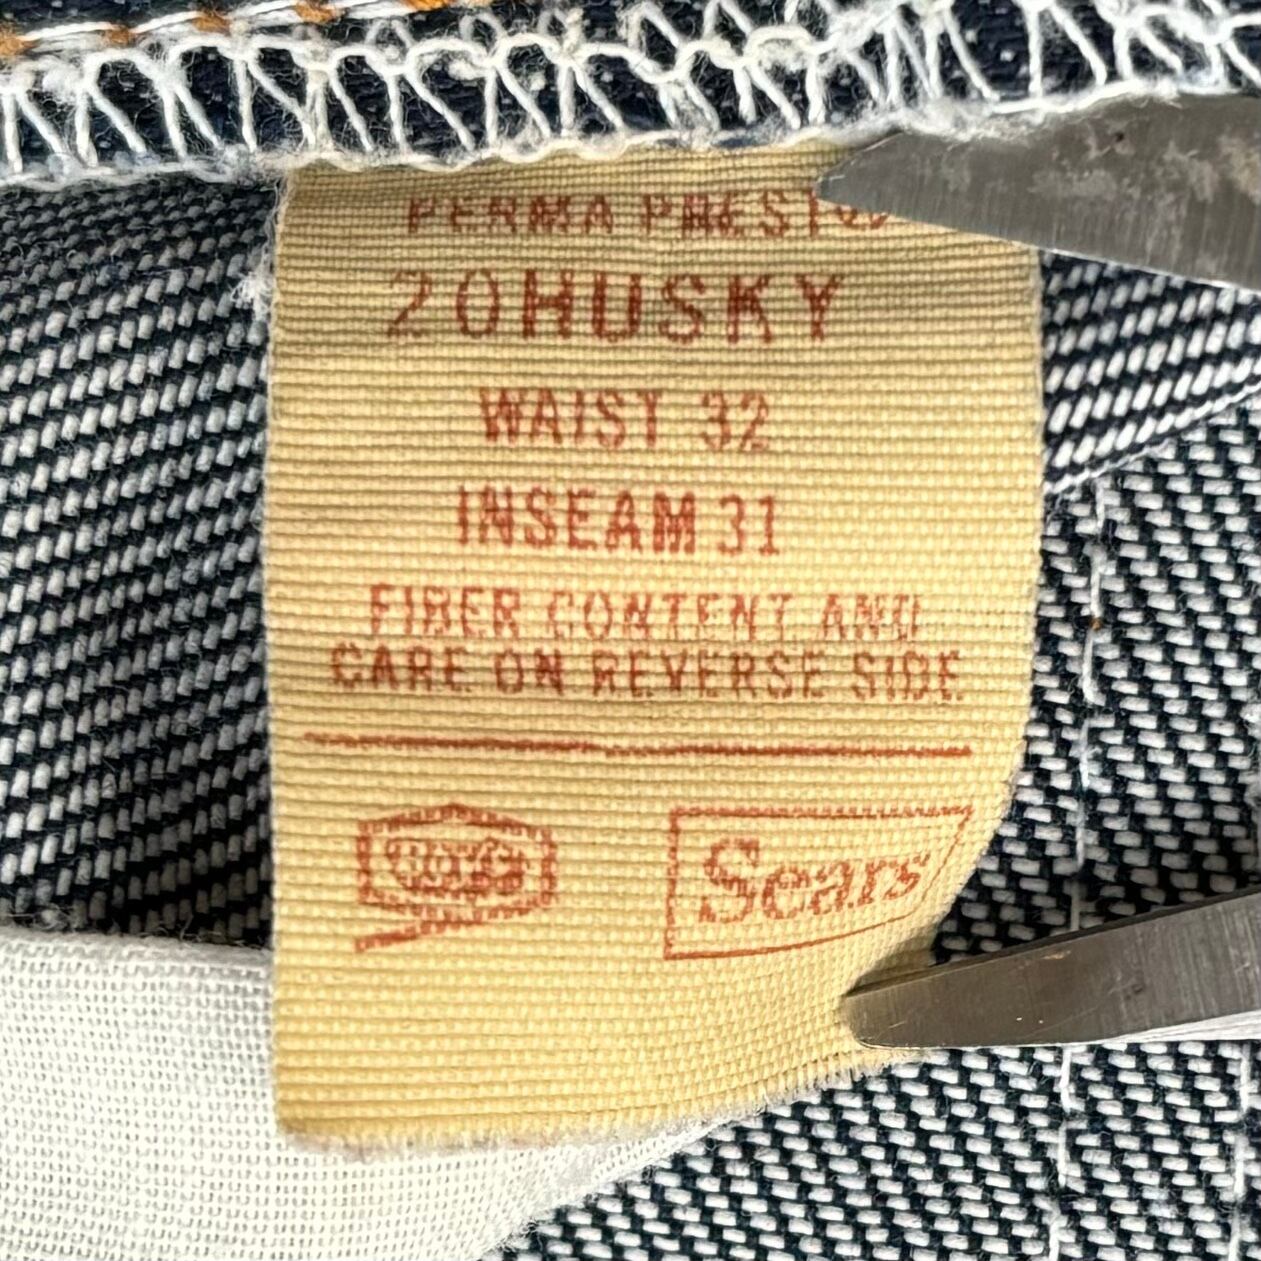 PERMA PREST®
20HUSKY
WAIST 32
INSEAM 31
FIBER CONTENT AND
CARE ON REVERSE SIDE
Sears